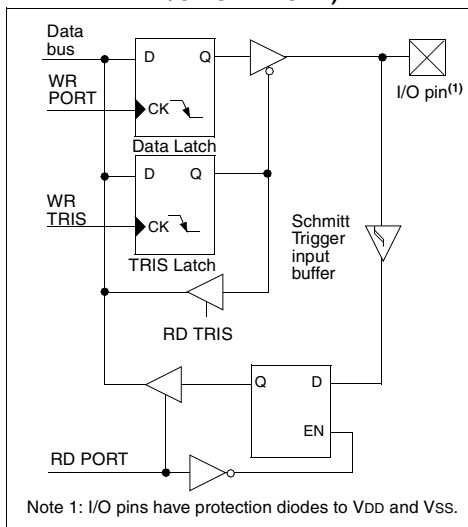 Data
bus
D Q
WR
PORT
CK
I/O pin(1)
Data Latch
D Q
WR
TRIS
CK
Schmitt
Trigger
input
buffer
TRIS Latch
RD TRIS
Q D
EN
RD PORT
Note 1: I/O pins have protection diodes to VDD and VSS.